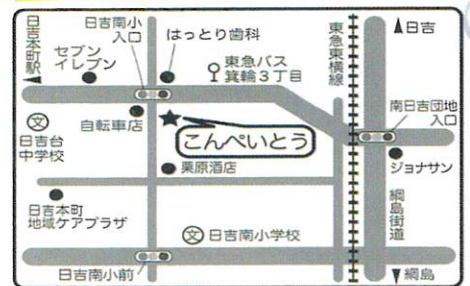 日吉本町駅
日吉南小
入口
はっとり歯科
セブン
イレブン
東急バス
箕輪3丁目
東急東横線
日吉
南日吉団地
入口
文
日吉台
中学校
自転車店
こんぺいとう
栗原酒店
ジョナサン
日吉本町
地域ケアプラザ
文
日吉南小学校
綱島街道
日吉南小前
綱島